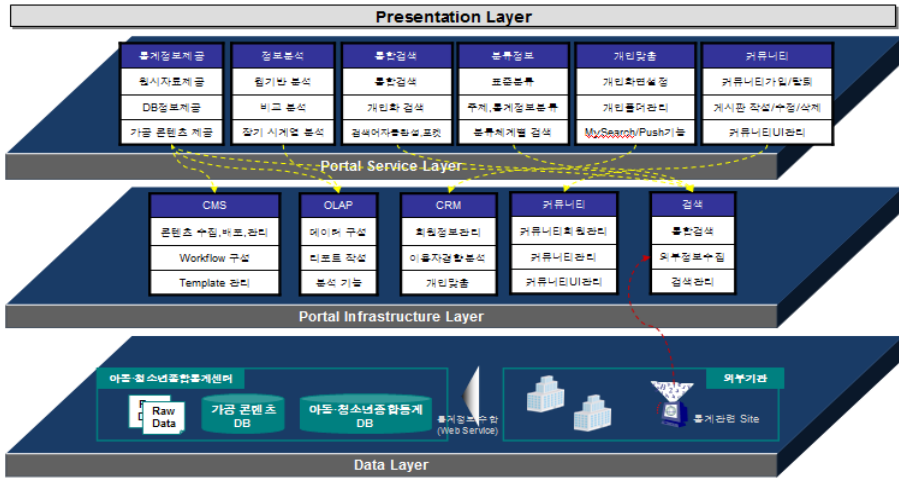 Presentation Layer
통계정보제공
원시자료제공
DB정보제공
가공 콘텐츠 제공
정보분석
웹기반 분석
비교 분석
장기 시계열 분석
통합검색
통합검색
개인화 검색
검색어자동완성,포켓
분류정보
표준분류
주제,통계정보분류
분류체계별 검색
개인맞춤
개인화면설정
개인폴더관리
MySearch/Push기능
커뮤니티
커뮤니티가입/탈퇴
게시판 작성/수정/삭제
커뮤니티UI관리
Portal Service Layer
CMS
콘텐츠 수집,배포,관리
Workflow 구성
Template 관리
OLAP
데이터 구성
리포트 작성
분석 기능
CRM
회원정보관리
이용자경향분석
개인맞춤
커뮤니티
커뮤니티회원관리
커뮤니티관리
커뮤니티UI관리
검색
통합검색
외부정보수집
검색관리
Portal Infrastructure Layer
아동·청소년종합통계센터
Raw
Data
가공 콘텐츠
DB
아동·청소년종합통계
DB
통계정보수합
(Web Service)
외부기관
통계관련 Site
Data Layer